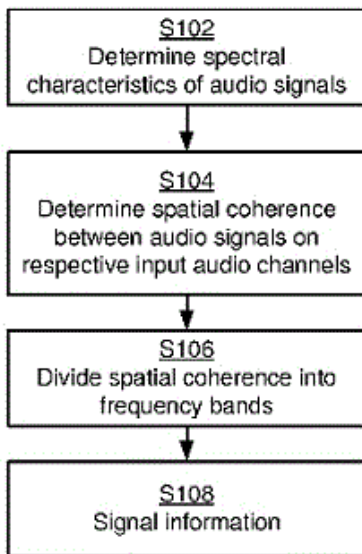 S102
Determine spectral
characteristics of audio signals
S104
Determine spatial coherence
between audio signals on
respective input audio channels
S106
Divide spatial coherence into
frequency bands
S108
Signal information